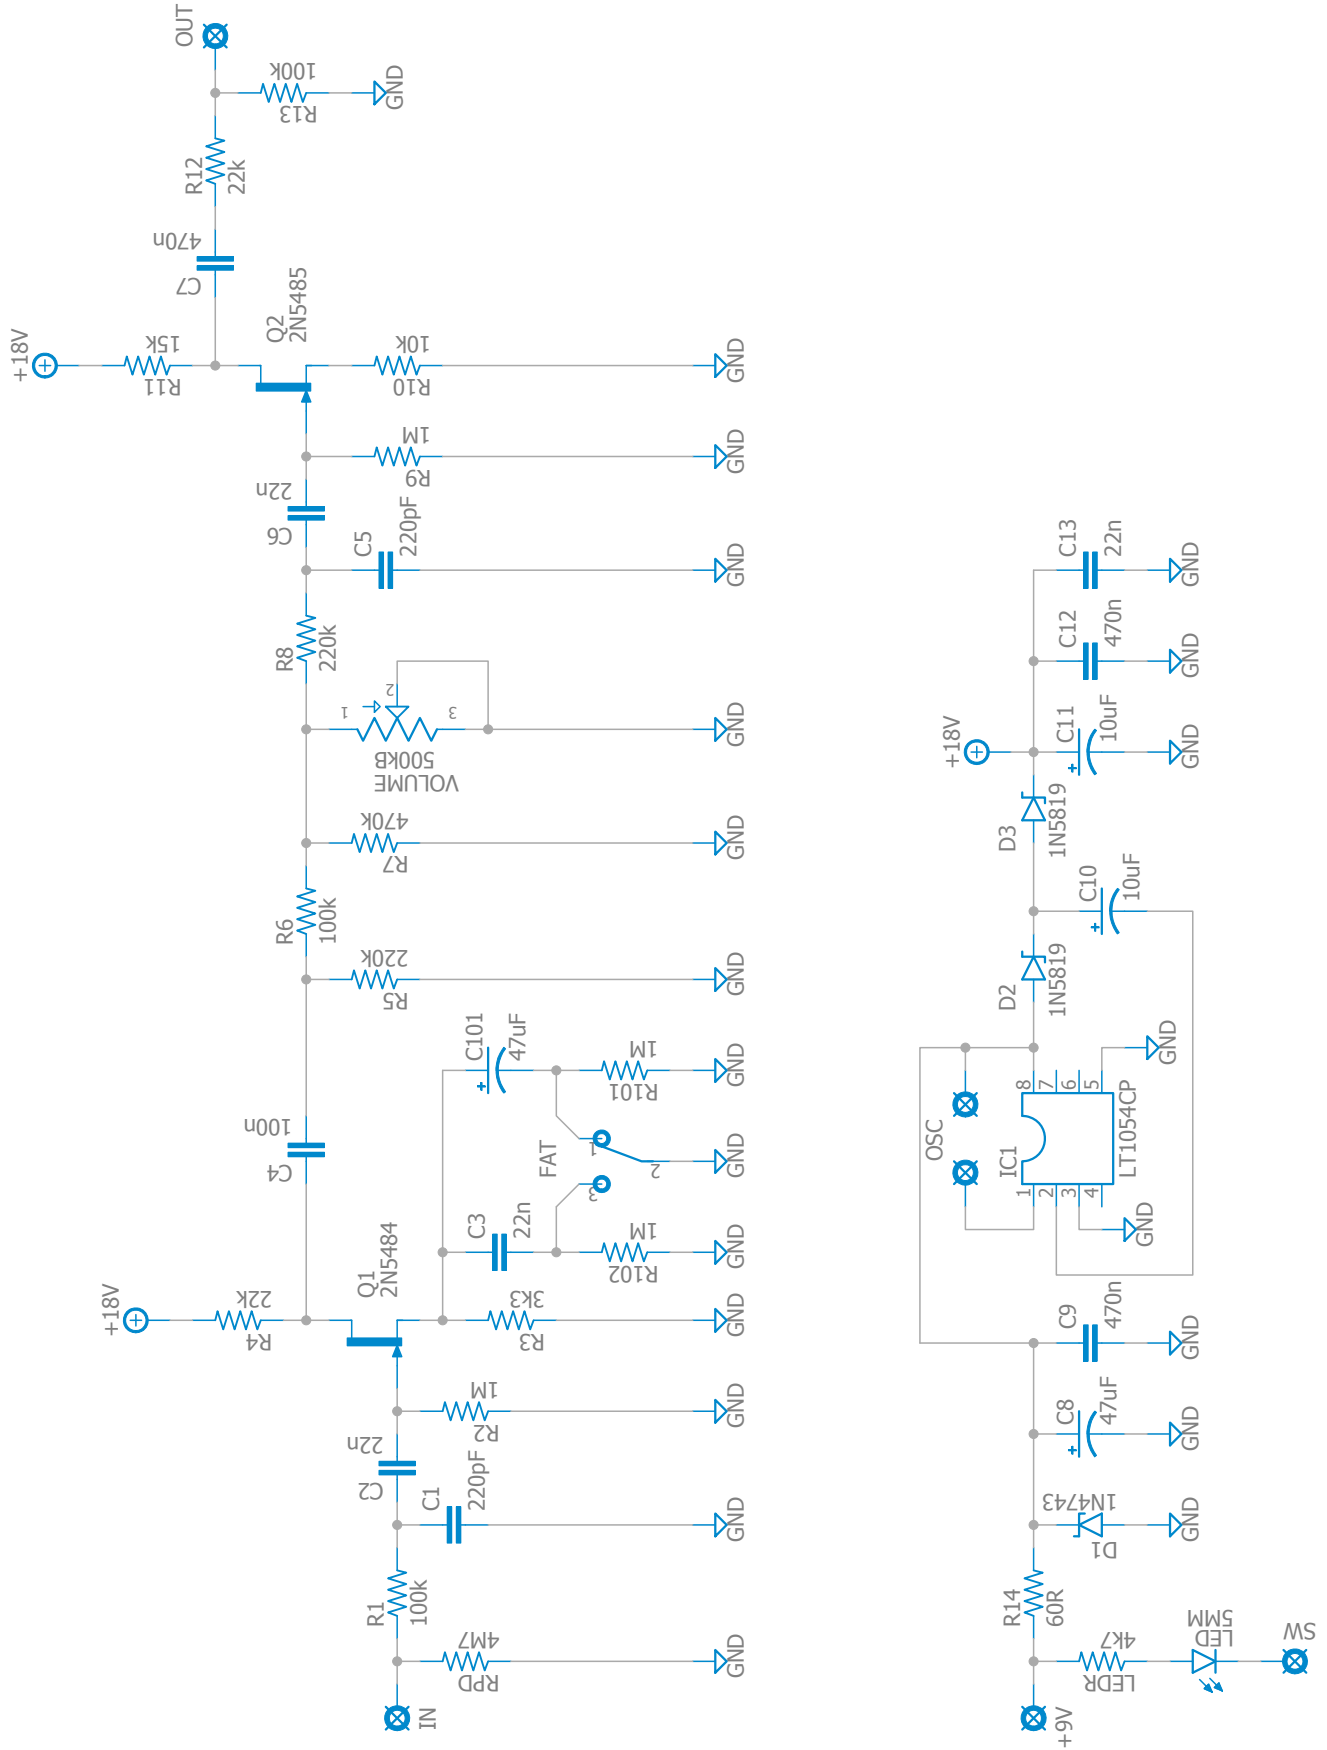 OUT
100k
R13
GND
R12
22k
470n
C7
+18V
15k
R11
Q2
2N5485
10k
R10
GND
1M
R9
GND
22n
C6
C5
220pF
GND
R8
220k
1
2
3
500kB
VOLUME
GND
470k
R7
GND
R6
100k
220k
R5
GND
100n
C4
C101
47uF
1M
R101
GND
FAT
1
2
3
GND
C3
22n
1M
R102
GND
+18V
22k
R4
Q1
2N5484
3k3
R3
GND
1M
R2
GND
22n
C2
C1
220pF
GND
R1
100k
4M7
RPD
GND
IN
C13
22n
GND
C12
470n
GND
+18V
C11
10uF
GND
D3
1N5819
C10
10uF
D2
1N5819
OSC
IC1
LT1054CP
1
2
3
4
5
6
7
8
GND
GND
C9
470n
GND
C8
47uF
GND
1N4743
D1
GND
R14
60R
4k7
LEDR
LED
5MM
SW
+9V